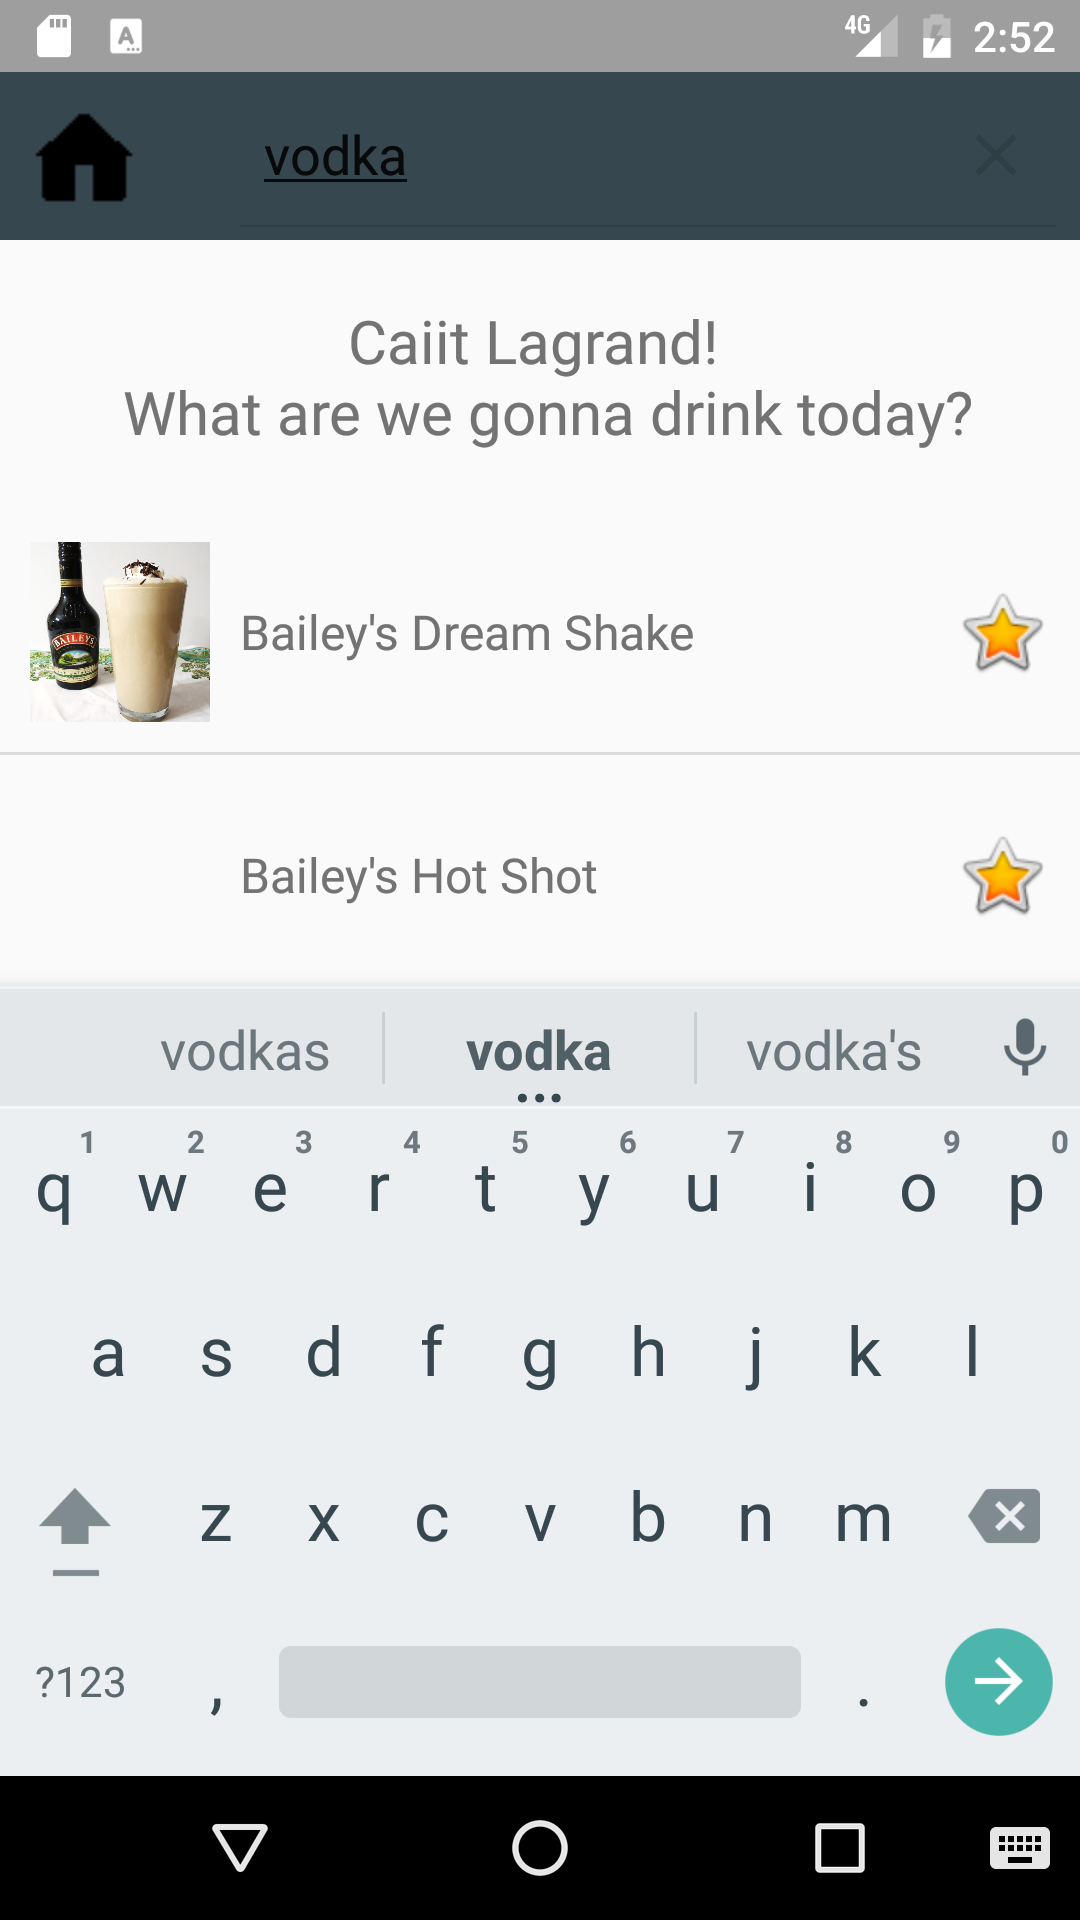 4G 2:52
vodka
Caiit Lagrand!
What are we gonna drink today?
BAILEYS
Bailey's Dream Shake
Bailey's Hot Shot
vodkas vodka vodka's
1 2 3 4 5 6 7 8 9 0
q w e r t y u i o p
a s d f g h j k l
z x c v b n m
?123 , .